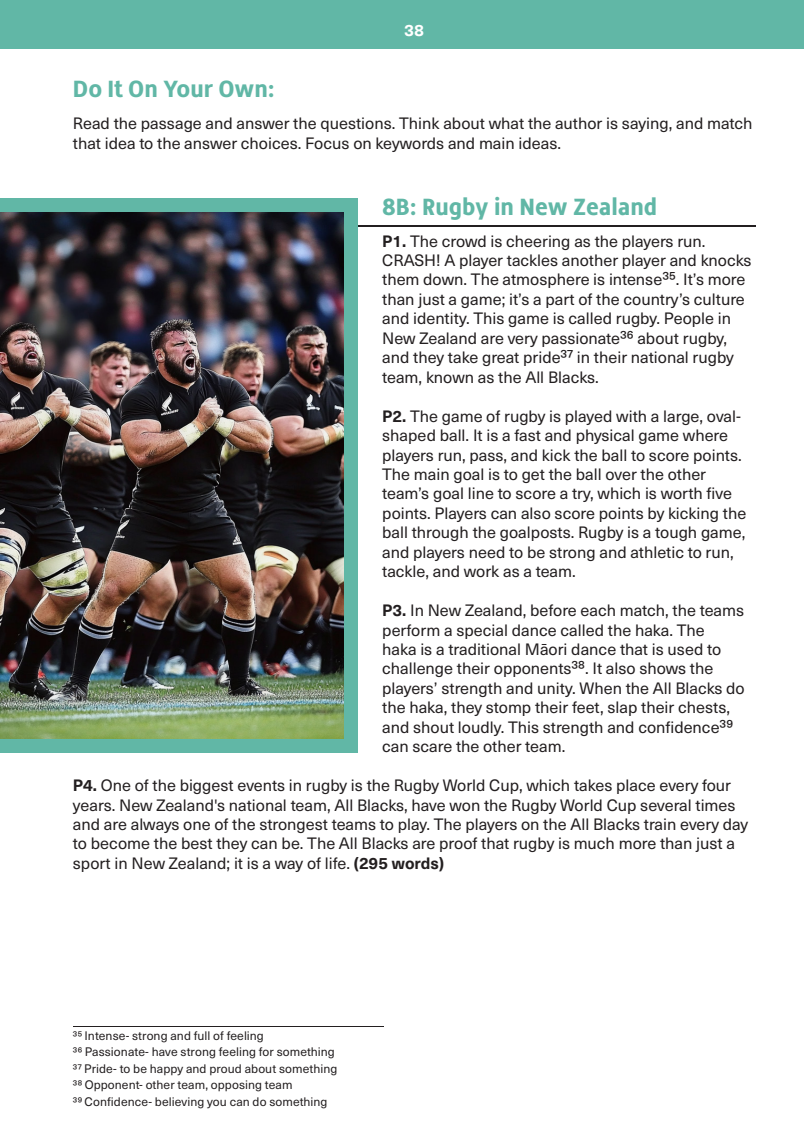 38
Do It On Your Own:
Read the passage and answer the questions. Think about what the author is saying, and match
that idea to the answer choices. Focus on keywords and main ideas.
8B: Rugby in New Zealand
P1. The crowd is cheering as the players run.
CRASH! A player tackles another player and knocks
them down. The atmosphere is intense³⁵. It’s more
than just a game; it’s a part of the country’s culture
and identity. This game is called rugby. People in
New Zealand are very passionate³⁶ about rugby,
and they take great pride³⁷ in their national rugby
team, known as the All Blacks.
P2. The game of rugby is played with a large, oval-
shaped ball. It is a fast and physical game where
players run, pass, and kick the ball to score points.
The main goal is to get the ball over the other
team’s goal line to score a try, which is worth five
points. Players can also score points by kicking the
ball through the goalposts. Rugby is a tough game,
and players need to be strong and athletic to run,
tackle, and work as a team.
P3. In New Zealand, before each match, the teams
perform a special dance called the haka. The
haka is a traditional Māori dance that is used to
challenge their opponents³⁸. It also shows the
players’ strength and unity. When the All Blacks do
the haka, they stomp their feet, slap their chests,
and shout loudly. This strength and confidence³⁹
can scare the other team.
P4. One of the biggest events in rugby is the Rugby World Cup, which takes place every four
years. New Zealand's national team, All Blacks, have won the Rugby World Cup several times
and are always one of the strongest teams to play. The players on the All Blacks train every day
to become the best they can be. The All Blacks are proof that rugby is much more than just a
sport in New Zealand; it is a way of life. (295 words)
³⁵ Intense- strong and full of feeling
³⁶ Passionate- have strong feeling for something
³⁷ Pride- to be happy and proud about something
³⁸ Opponent- other team, opposing team
³⁹ Confidence- believing you can do something